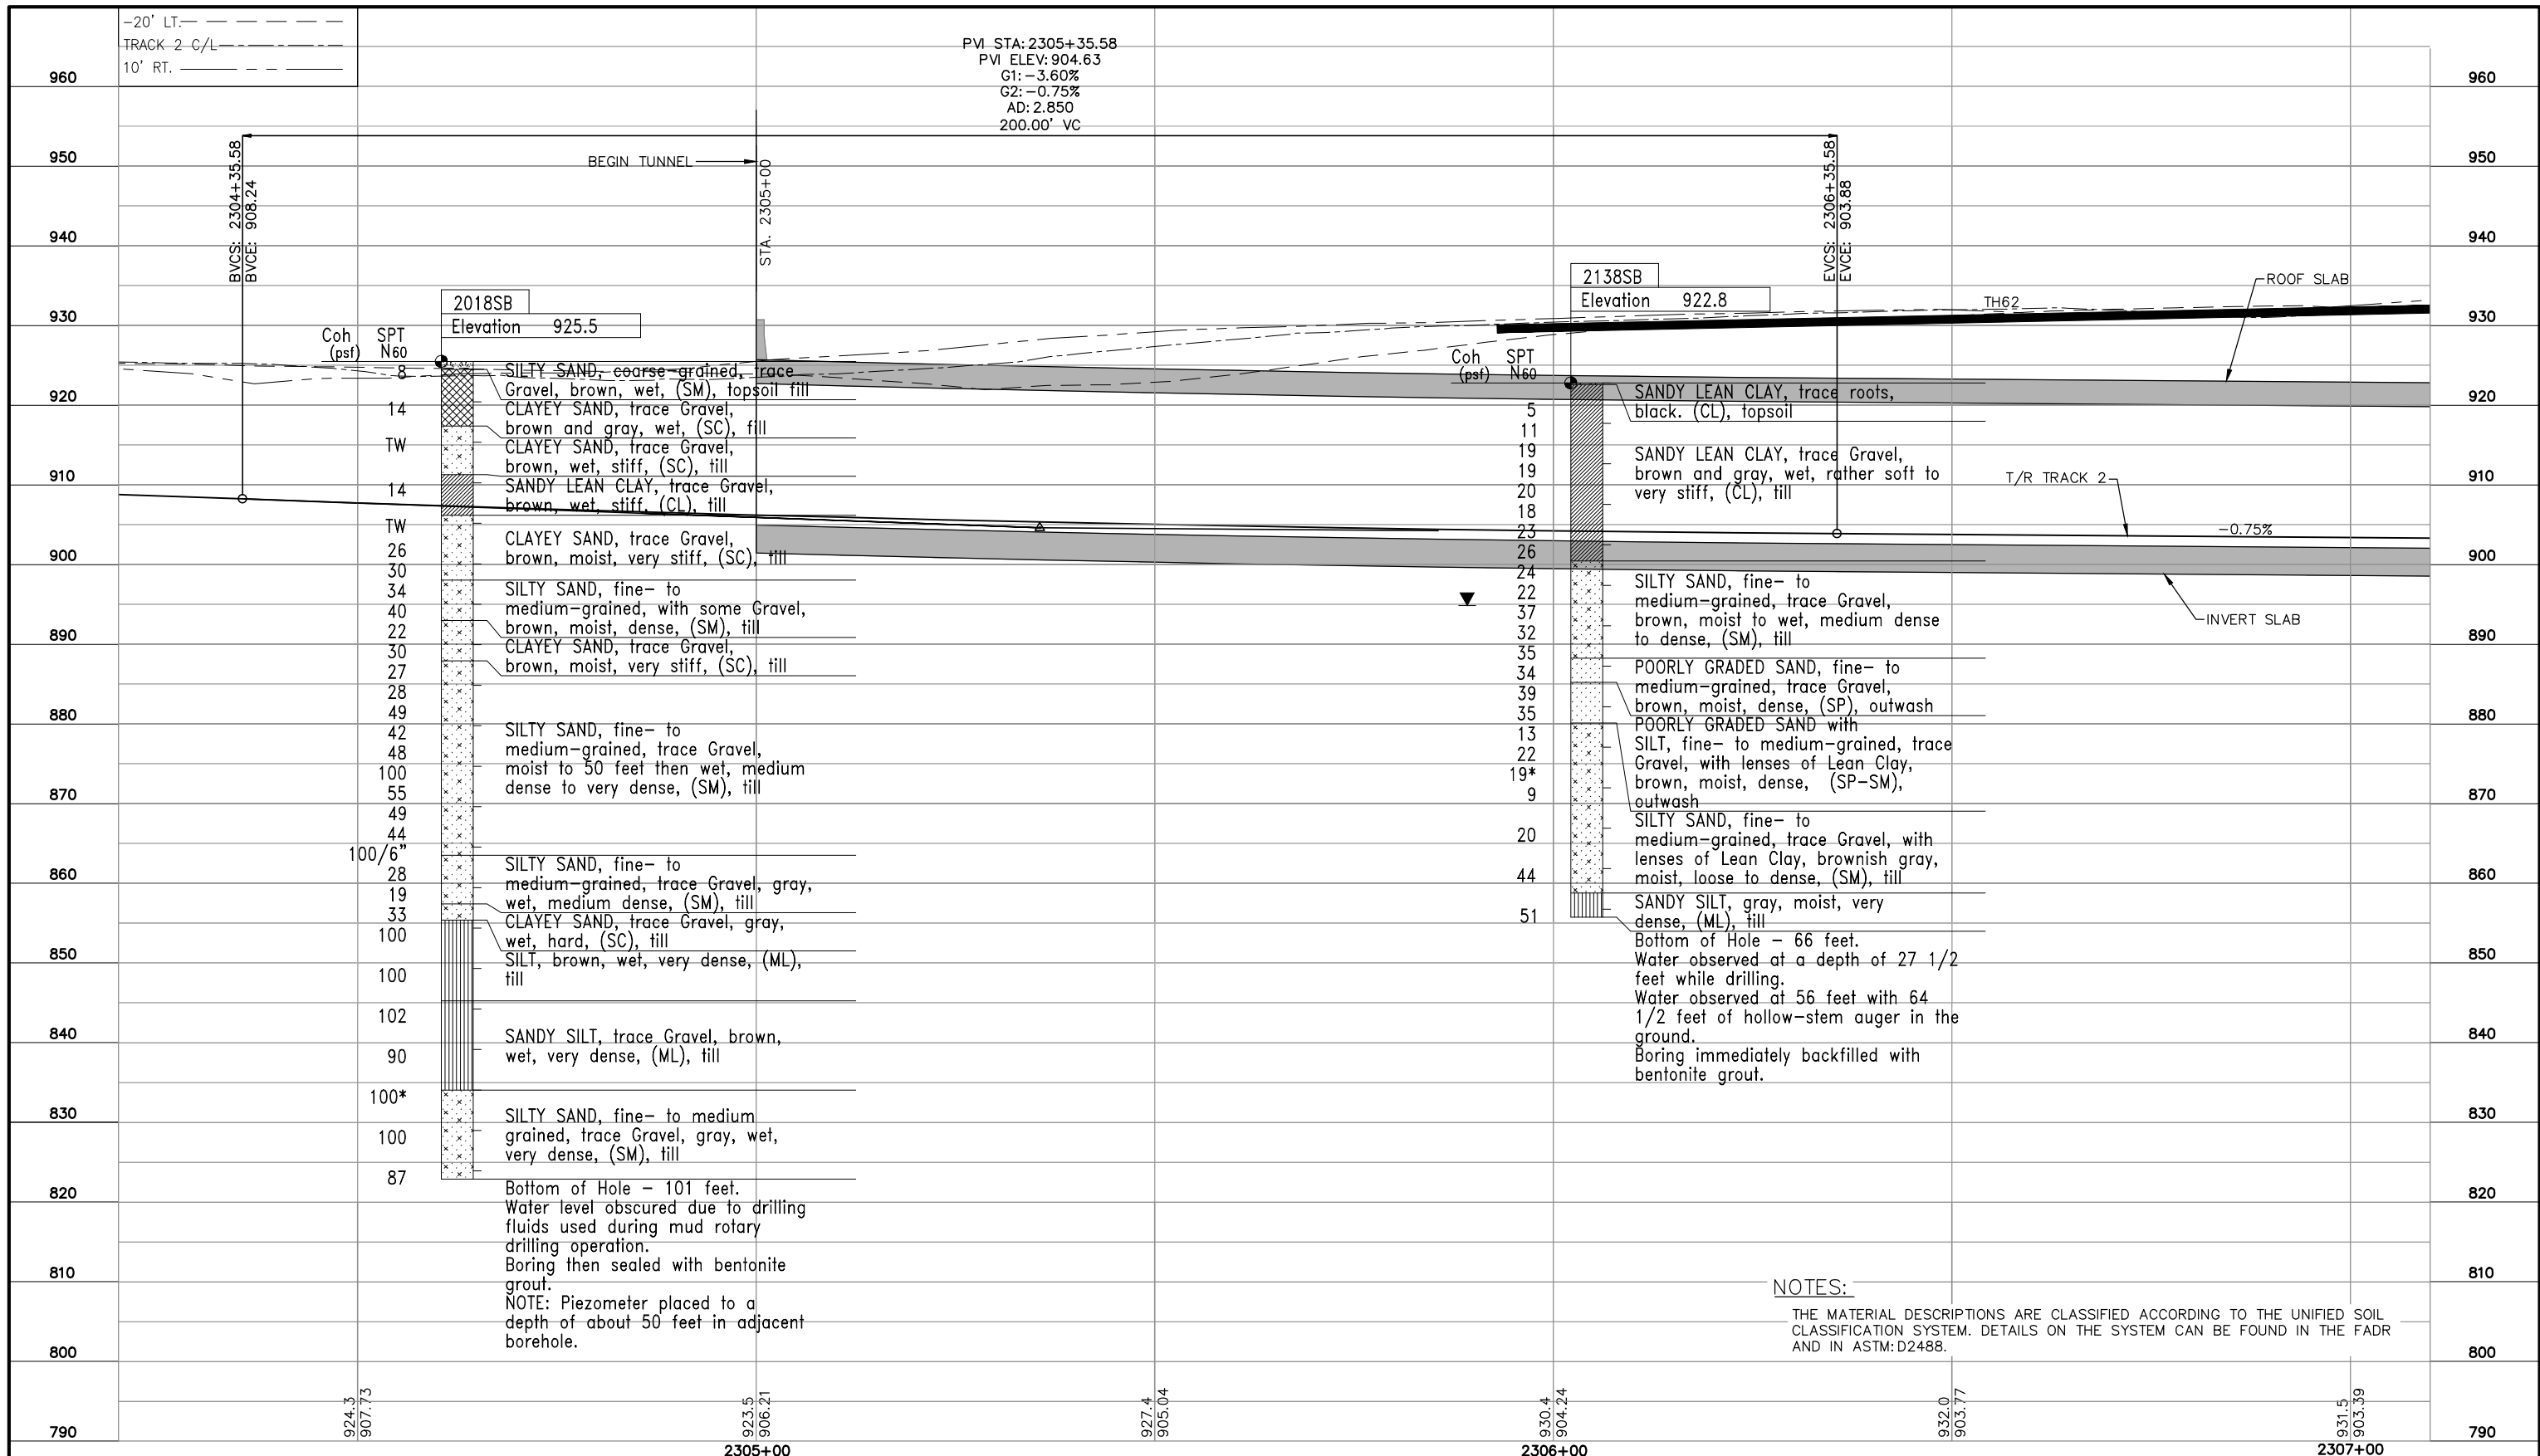 -20' LT.
TRACK 2 C/L
10' RT.
PVI STA: 2305+35.58
PVI ELEV: 904.63
G1: -3.60%
G2: -0.75%
AD: 2.850
200.00' VC
BVCS: 2304+35.58
BVCE: 908.24
BEGIN TUNNEL
STA. 2305+00
EVCS: 2306+35.58
EVCE: 903.88
960
950
940
930
920
910
900
890
880
870
860
850
840
830
820
810
800
790
2018SB
Elevation 925.5
Coh SPT
(psf) N60
8
14
TW
14
TW
26
30
34
40
22
30
27
28
49
42
48
100
55
49
44
100/6"
28
19
33
100
100
102
90
100*
100
87
SILTY SAND, coarse-grained, trace
Gravel, brown, wet, (SM), topsoil fill
CLAYEY SAND, trace Gravel,
brown and gray, wet, (SC), fill
CLAYEY SAND, trace Gravel,
brown, wet, stiff, (SC), till
SANDY LEAN CLAY, trace Gravel,
brown, wet, stiff, (CL), till
CLAYEY SAND, trace Gravel,
brown, moist, very stiff, (SC), till
SILTY SAND, fine- to
medium-grained, with some Gravel,
brown, moist, dense, (SM), till
CLAYEY SAND, trace Gravel,
brown, moist, very stiff, (SC), till
SILTY SAND, fine- to
medium-grained, trace Gravel,
moist to 50 feet then wet, medium
dense to very dense, (SM), till
SILTY SAND, fine- to
medium-grained, trace Gravel, gray,
wet, medium dense, (SM), till
CLAYEY SAND, trace Gravel, gray,
wet, hard, (SC), till
SILT, brown, wet, very dense, (ML),
till
SANDY SILT, trace Gravel, brown,
wet, very dense, (ML), till
SILTY SAND, fine- to medium
grained, trace Gravel, gray, wet,
very dense, (SM), till
Bottom of Hole - 101 feet.
Water level obscured due to drilling
fluids used during mud rotary
drilling operation.
Boring then sealed with bentonite
grout.
NOTE: Piezometer placed to a
depth of about 50 feet in adjacent
borehole.
2138SB
Elevation 922.8
Coh SPT
(psf) N60
5
11
19
19
20
18
23
26
24
22
37
32
35
34
39
35
13
22
19*
9
20
44
51
SANDY LEAN CLAY, trace roots,
black. (CL), topsoil
SANDY LEAN CLAY, trace Gravel,
brown and gray, wet, rather soft to
very stiff, (CL), till
SILTY SAND, fine- to
medium-grained, trace Gravel,
brown, moist to wet, medium dense
to dense, (SM), till
POORLY GRADED SAND, fine- to
medium-grained, trace Gravel,
brown, moist, dense, (SP), outwash
POORLY GRADED SAND with
SILT, fine- to medium-grained, trace
Gravel, with lenses of Lean Clay,
brown, moist, dense, (SP-SM),
outwash
SILTY SAND, fine- to
medium-grained, trace Gravel, with
lenses of Lean Clay, brownish gray,
moist, loose to dense, (SM), till
SANDY SILT, gray, moist, very
dense, (ML), till
Bottom of Hole - 66 feet.
Water observed at a depth of 27 1/2
feet while drilling.
Water observed at 56 feet with 64
1/2 feet of hollow-stem auger in the
ground.
Boring immediately backfilled with
bentonite grout.
TH62
ROOF SLAB
T/R TRACK 2
-0.75%
INVERT SLAB
960
950
940
930
920
910
900
890
880
870
860
850
840
830
820
810
800
790
NOTES:
THE MATERIAL DESCRIPTIONS ARE CLASSIFIED ACCORDING TO THE UNIFIED SOIL
CLASSIFICATION SYSTEM. DETAILS ON THE SYSTEM CAN BE FOUND IN THE FADR
AND IN ASTM: D2488.
924.3
907.73
923.5
906.21
927.4
905.04
930.4
904.24
932.0
903.77
931.5
903.39
2305+00
2306+00
2307+00